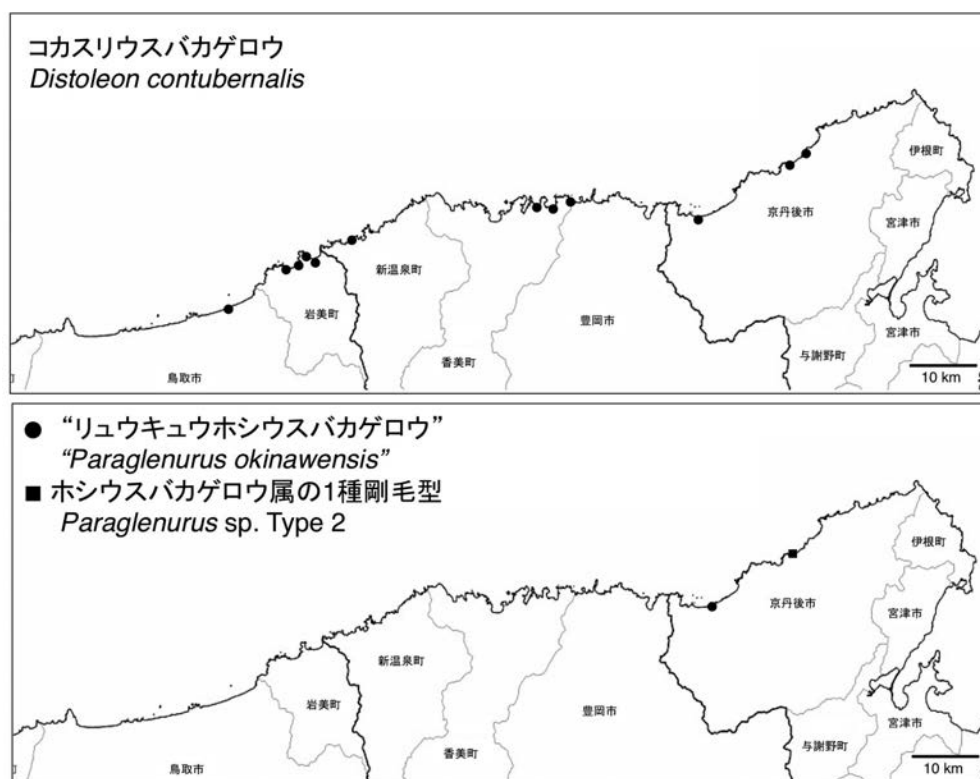 コカスリウスバカゲロウ
Distoleon contubernalis
伊根町
京丹後市
宮津市
新温泉町
岩美町
豊岡市
宮津市
香美町
与謝野町
鳥取市
10 km
● “リュウキュウホシウスバカゲロウ”
“Paraglenurus okinawensis”
■ ホシウスバカゲロウ属の1種剛毛型
Paraglenurus sp. Type 2
伊根町
京丹後市
宮津市
新温泉町
岩美町
豊岡市
宮津市
香美町
与謝野町
鳥取市
10 km